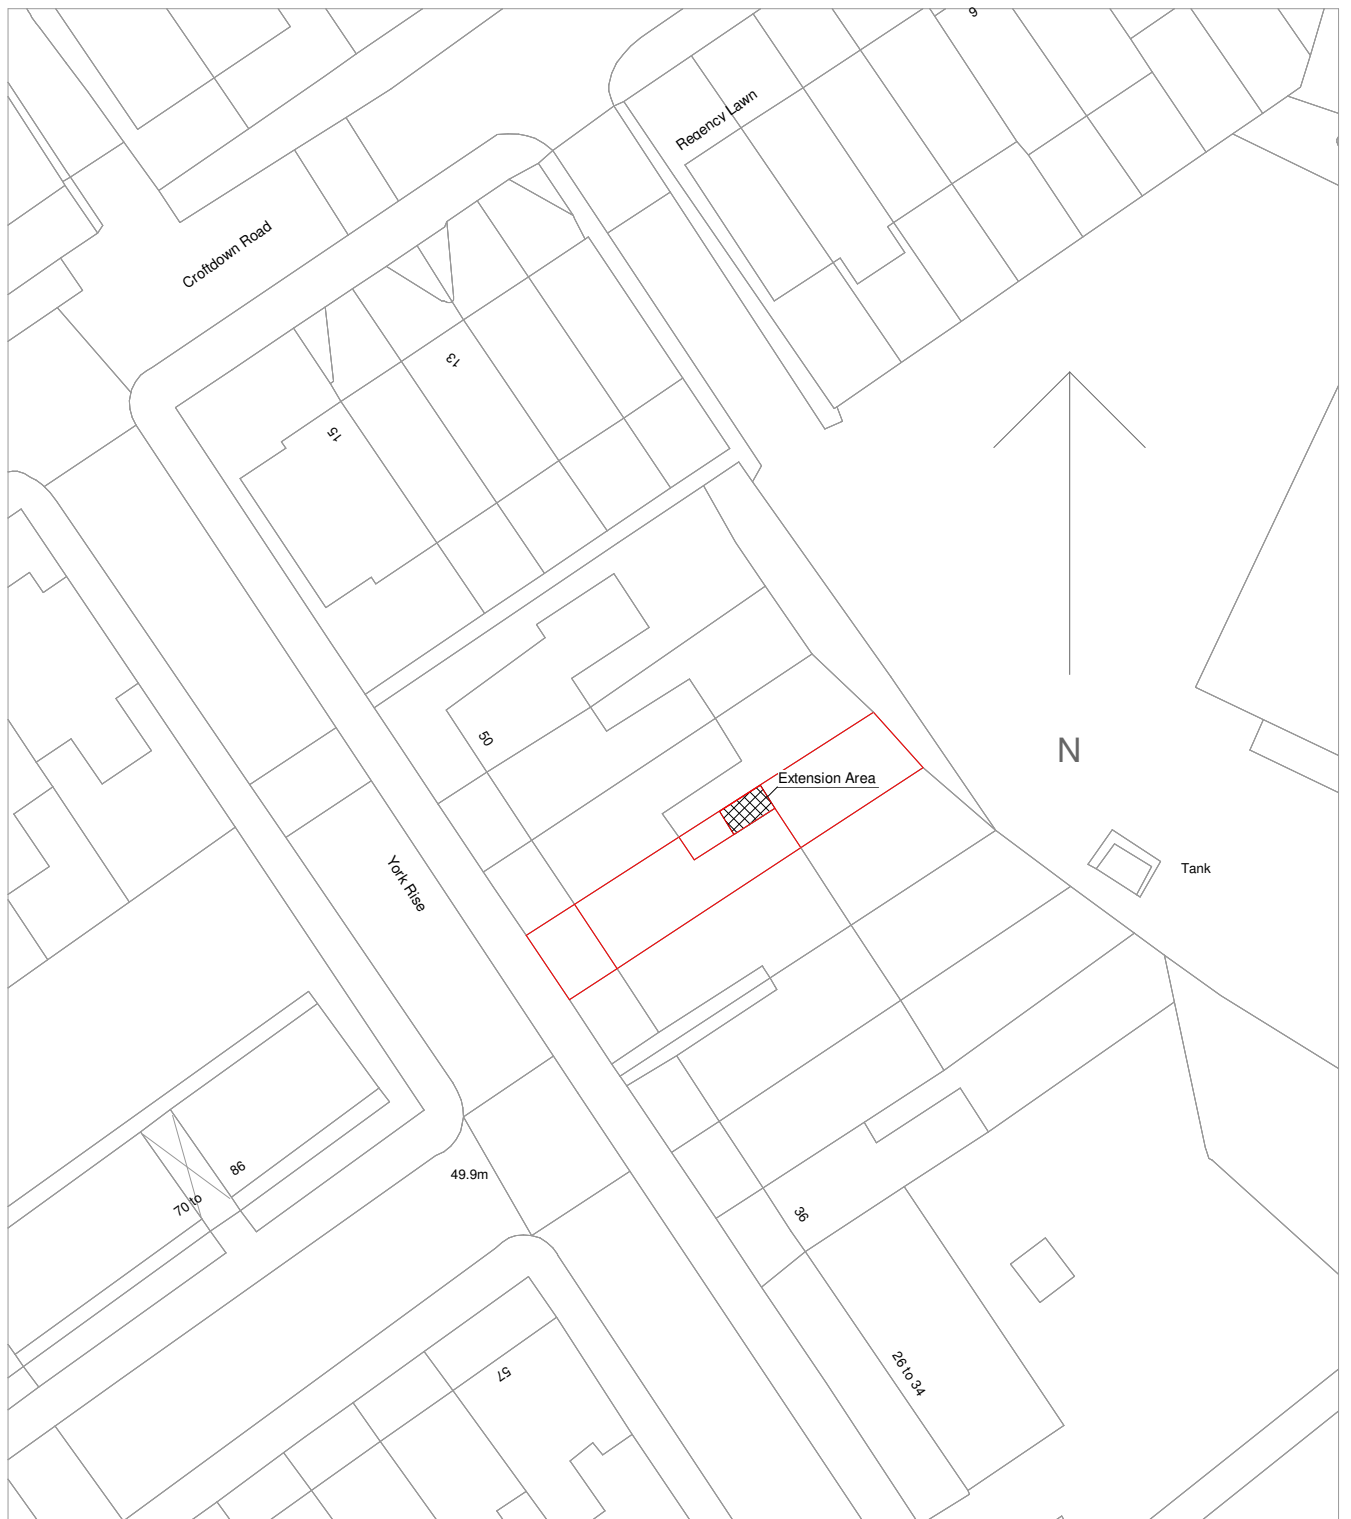 9
Regency Lawn
Croftdown Road
13
15
50
N
Extension Area
Tank
York Rise
86
70 to
49.9m
36
57
26 to 34